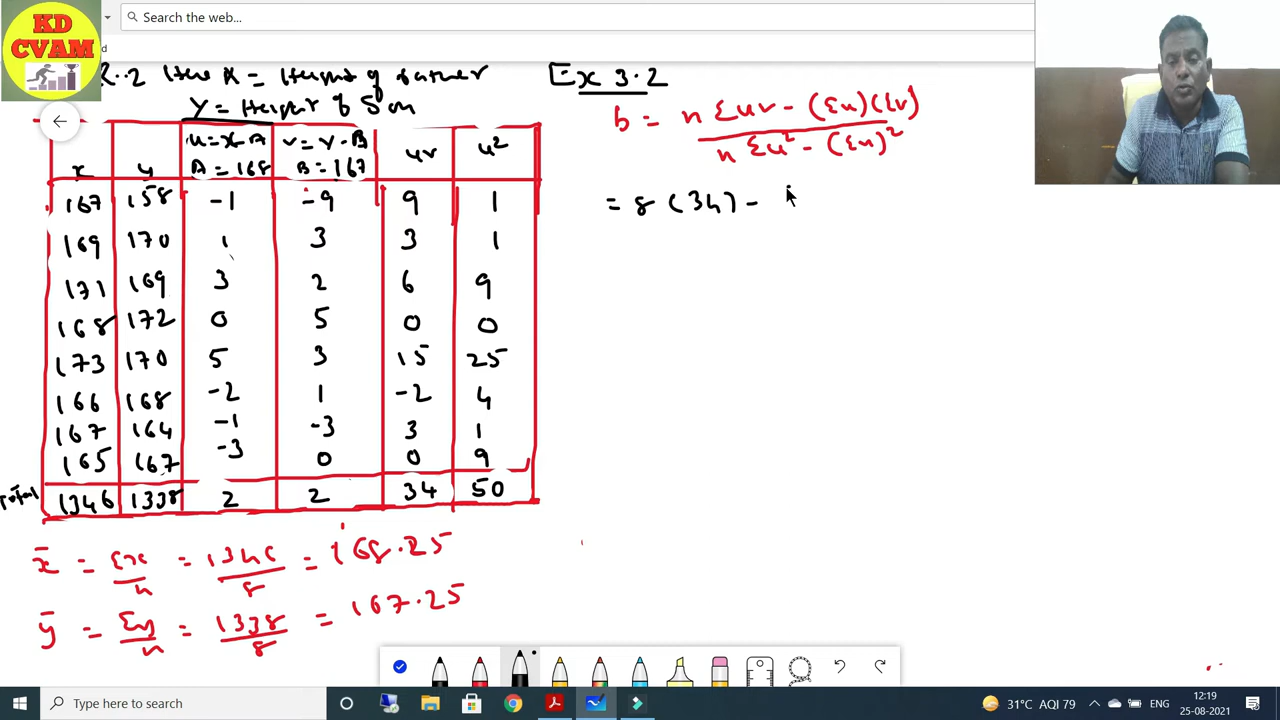 KD
CVAM
Search the web...
X = Height of Father
Y = Height of Son
x y u = x-A A = 168 v = Y-B B = 167 uv u²
167 158 -1 -9 9 1
169 170 1 3 3 1
171 169 3 2 6 9
168 172 0 5 0 0
173 170 5 3 15 25
166 168 -2 1 -2 4
167 164 -1 -3 3 1
165 167 -3 0 0 9
Total 1346 1338 2 2 34 50
x̄ = Σx/n = 1346/8 = 168.25
ȳ = Σy/n = 1338/8 = 167.25
Ex 3.2
b = n Σuv - (Σu)(Σv) / n Σu² - (Σu)²
= 8 (34) -
Type here to search
31°C AQI 79
ENG
12:19
25-08-2021